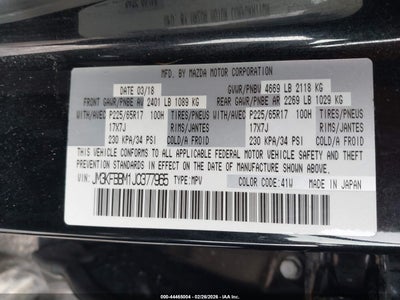 MFD. BY MAZDA MOTOR CORPORATION
DATE 03/18 GVWR/PNBV 4669 LB 2118 KG
FRONT GAWR/PNBE AV 2401 LB 1089 KG REAR GAWR/PNBE AR 2269 LB 1029 KG
WITH/AVEC P225/65R17 100H TIRES/PNEUS WITH/AVEC P225/65R17 100H TIRES/PNEUS
17X7J RIMS/JANTES 17X7J RIMS/JANTES
230 KPA/34 PSI COLD/A FROID 230 KPA/34 PSI COLD/A FROID
THIS VEHICLE CONFORMS TO ALL APPLICABLE FEDERAL MOTOR VEHICLE SAFETY, BUMPER, AND THEFT
PREVENTION STANDARDS IN EFFECT ON THE DATE OF MANUFACTURE SHOWN ABOVE.
VIN: JM3KFBBM1J0377965 TYPE: MPV
COLOR CODE: 41W MADE IN JAPAN
000-44465004 02/26/2026 - IAA, Inc.